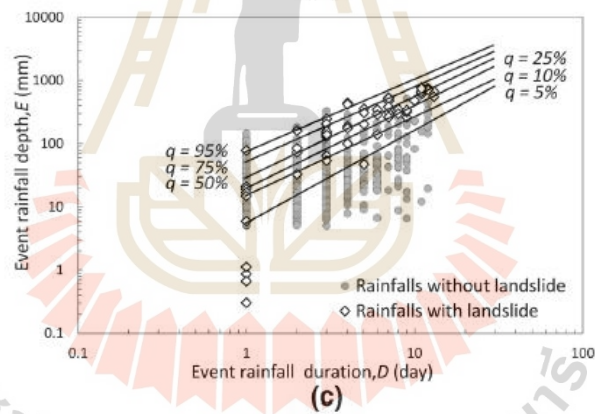 10000
1000
100
10
1
0.1
Event rainfall depth,E (mm)
q = 25%
q = 10%
q = 5%
q = 95%
q = 75%
q = 50%
Rainfalls without landslide
Rainfalls with landslide
0.1 1 10 100
Event rainfall duration,D (day)
(c)